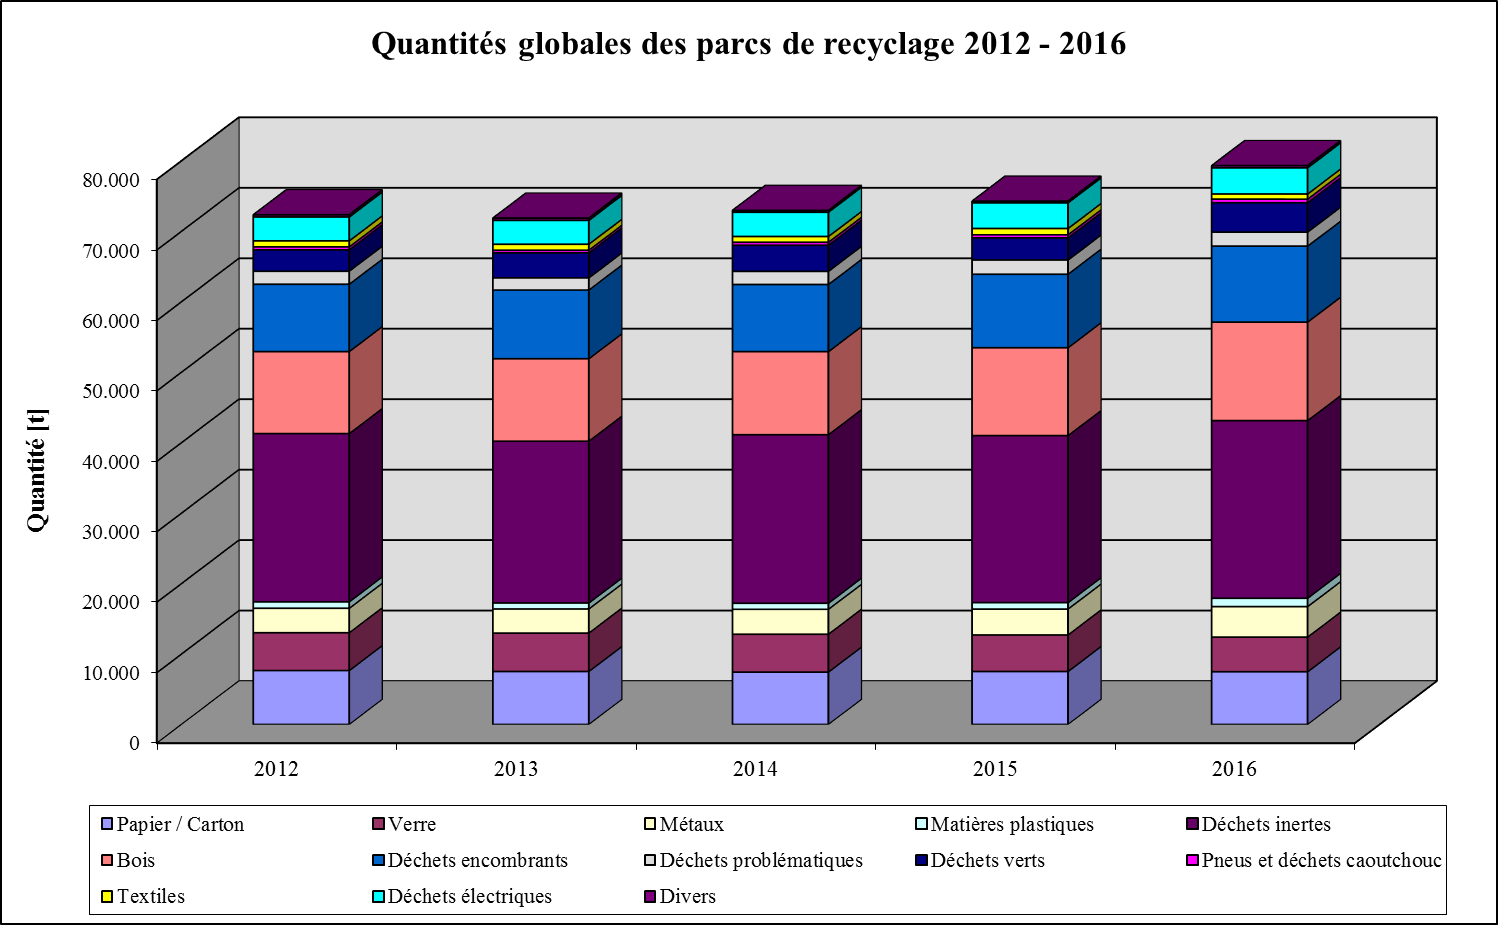 Quantités globales des parcs de recyclage 2012 - 2016
Quantité [t]
80.000
70.000
60.000
50.000
40.000
30.000
20.000
10.000
0
2012 2013 2014 2015 2016
Papier / Carton Verre Métaux Matières plastiques Déchets inertes
Bois Déchets encombrants Déchets problématiques Déchets verts Pneus et déchets caoutchouc
Textiles Déchets électriques Divers